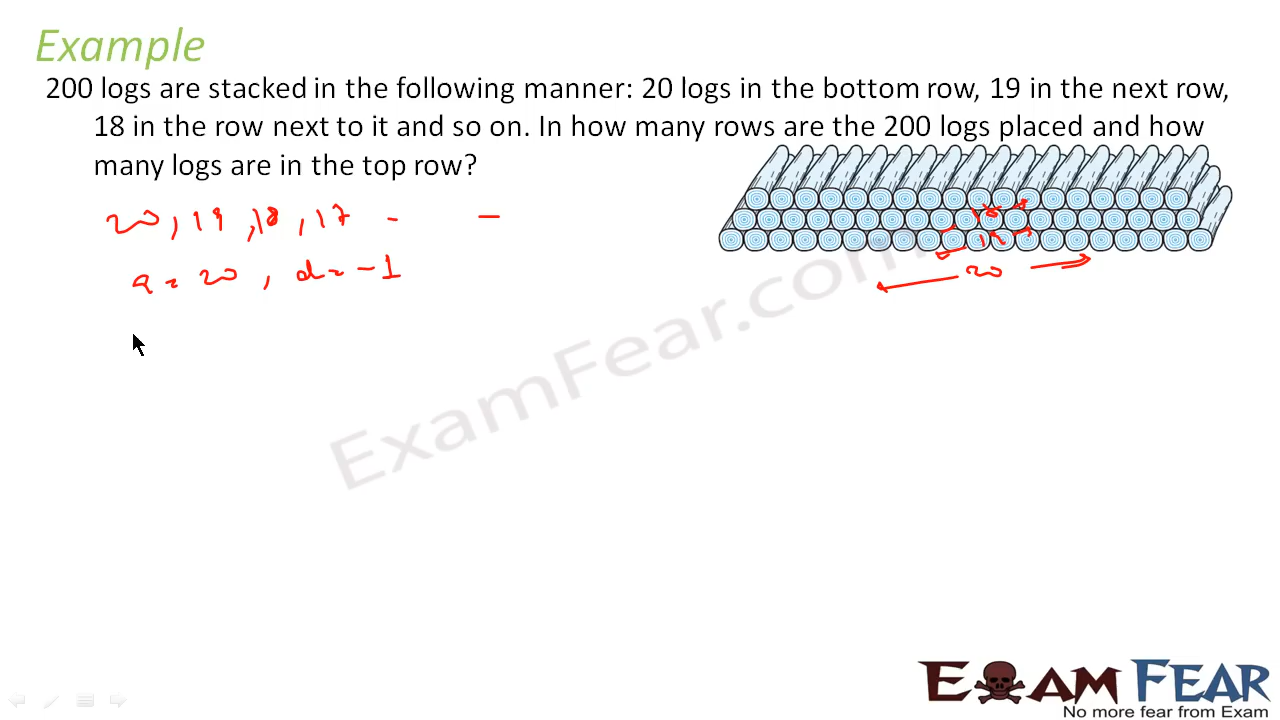 Example
200 logs are stacked in the following manner: 20 logs in the bottom row, 19 in the next row,
18 in the row next to it and so on. In how many rows are the 200 logs placed and how
many logs are in the top row?
20, 19, 18, 17 - -
a = 20, d = -1
18
19
20
ExamFear.com
EXAM FEAR
No more fear from Exam